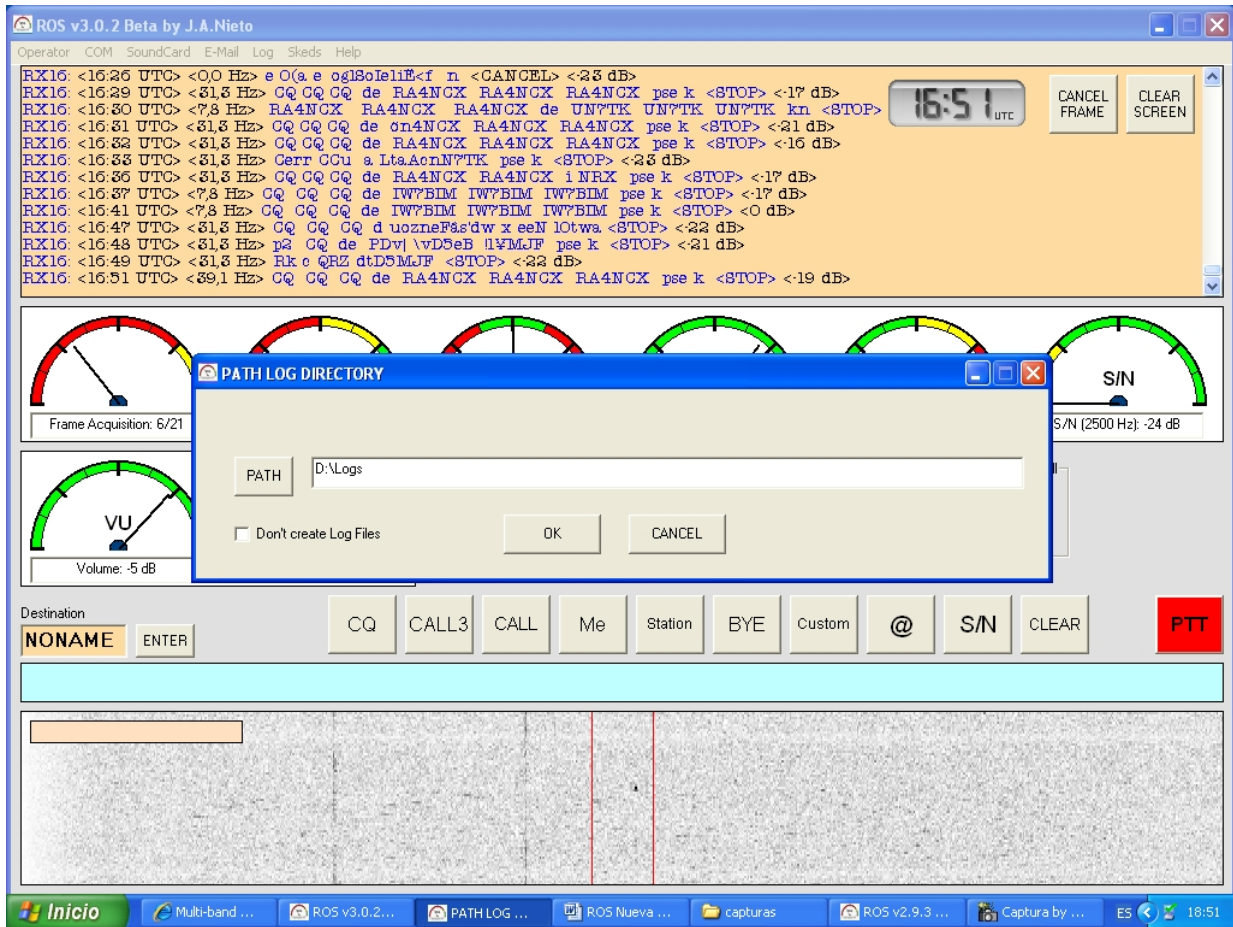 ROS v3.0.2 Beta by J.A.Nieto
Operator COM SoundCard E-Mail Log Skeds Help
RX16: <16:26 UTC> <0,0 Hz> e O(a e oglSoIeliË<f n <CANCEL> <-23 dB>
RX16: <16:29 UTC> <31,3 Hz> CQ CQ CQ de RA4NCX RA4NCX RA4NCX pse k <STOP> <-17 dB>
RX16: <16:30 UTC> <7,8 Hz> RA4NCX RA4NCX RA4NCX de UN7TK UN7TK UN7TK kn <STOP>
RX16: <16:31 UTC> <31,3 Hz> CQ CQ CQ de on4NCX RA4NCX RA4NCX pse k <STOP> <-21 dB>
RX16: <16:32 UTC> <31,3 Hz> CQ CQ CQ de RA4NCX RA4NCX RA4NCX pse k <STOP> <-16 dB>
RX16: <16:33 UTC> <31,3 Hz> Cerr CCu a LtaAcnN7TK pse k <STOP> <-23 dB>
RX16: <16:36 UTC> <31,3 Hz> CQ CQ CQ de RA4NCX RA4NCX i NRX pse k <STOP> <-17 dB>
RX16: <16:37 UTC> <7,8 Hz> CQ CQ CQ de IW7BIM IW7BIM IW7BIM pse k <STOP> <-17 dB>
RX16: <16:41 UTC> <7,8 Hz> CQ CQ CQ de IW7BIM IW7BIM IW7BIM pse k <STOP> <0 dB>
RX16: <16:47 UTC> <31,3 Hz> CQ CQ CQ d uozneFäs'dw x eeN lOtwa <STOP> <-22 dB>
RX16: <16:48 UTC> <31,3 Hz> p2 CQ de PDv| \vD5eB !1¥MJF pse k <STOP> <-21 dB>
RX16: <16:49 UTC> <31,3 Hz> Rk c QRZ dtD5MJF <STOP> <-22 dB>
RX16: <16:51 UTC> <39,1 Hz> CQ CQ CQ de RA4NCX RA4NCX RA4NCX pse k <STOP> <-19 dB>
16:51 UTC
CANCEL FRAME
CLEAR SCREEN
S/N
Frame Acquisition: 6/21
S/N (2500 Hz): -24 dB
PATH LOG DIRECTORY
PATH
D:\Logs
Don't create Log Files
OK
CANCEL
VU
Volume: -5 dB
Destination
NONAME
ENTER
CQ
CALL3
CALL
Me
Station
BYE
Custom
@
S/N
CLEAR
PTT
Inicio
Multi-band ...
ROS v3.0.2...
PATH LOG ...
ROS Nueva ...
capturas
ROS v2.9.3 ...
Captura by ...
ES
18:51